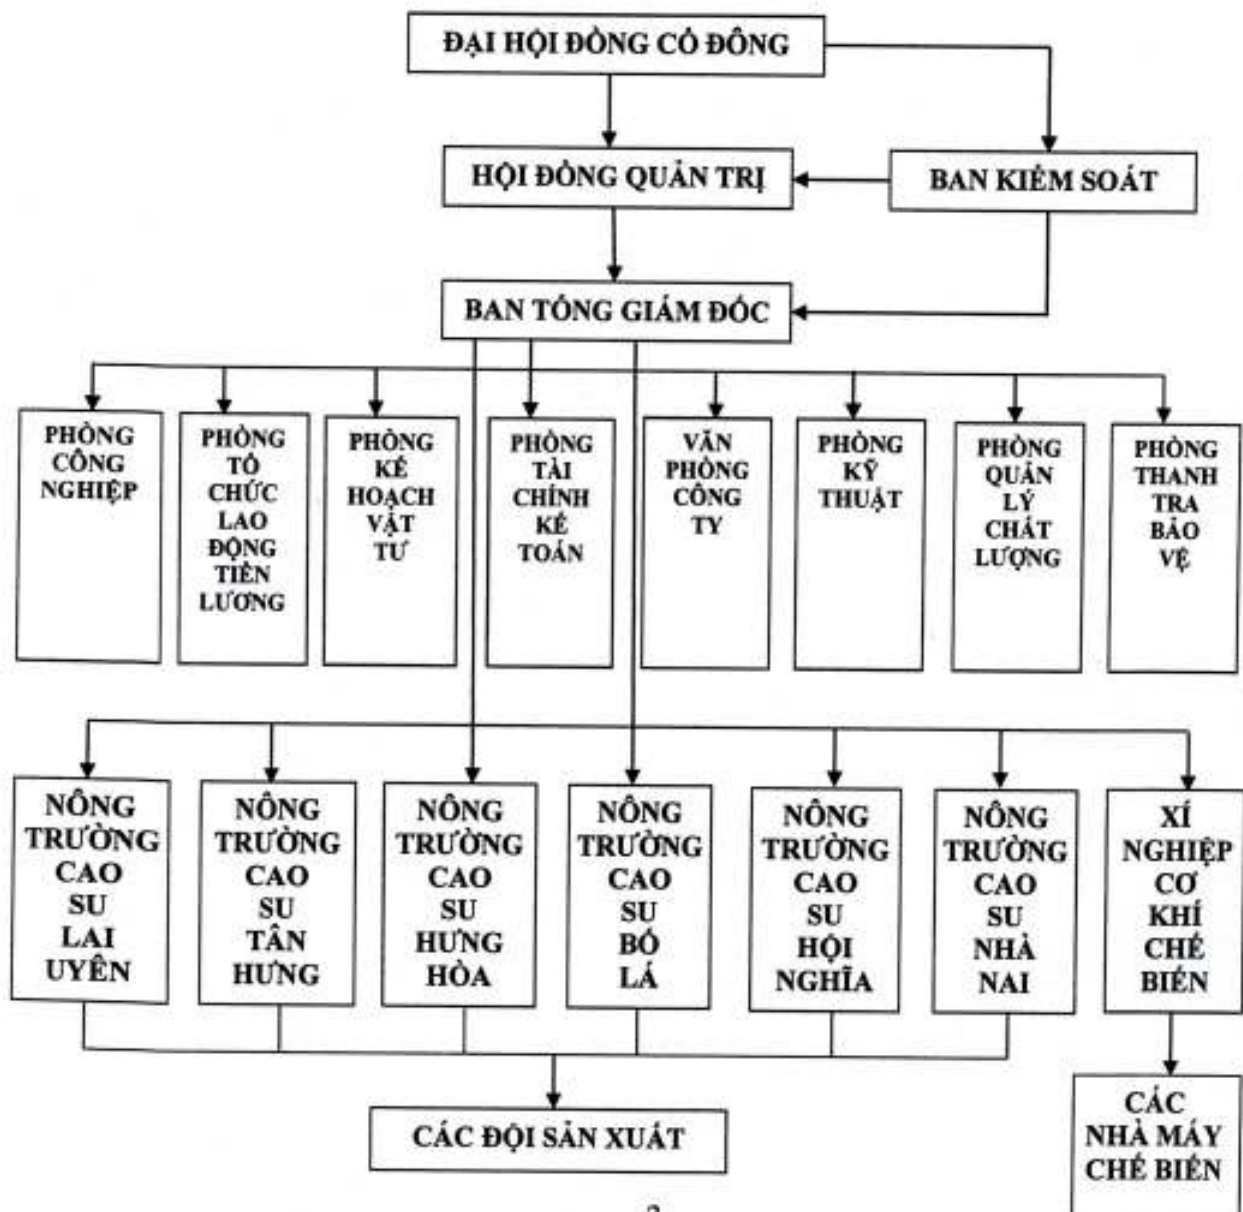 ĐẠI HỘI ĐỒNG CỔ ĐÔNG
HỘI ĐỒNG QUẢN TRỊ
BAN KIỂM SOÁT
BAN TỔNG GIÁM ĐỐC
PHÒNG
CÔNG
NGHIỆP
PHÒNG
TỔ
CHỨC
LAO
ĐỘNG
TIỀN
LƯƠNG
PHÒNG
KẾ
HOẠCH
VẬT
TƯ
PHÒNG
TÀI
CHÍNH
KẾ
TOÁN
VĂN
PHÒNG
CÔNG
TY
PHÒNG
KỸ
THUẬT
PHÒNG
QUẢN
LÝ
CHẤT
LƯỢNG
PHÒNG
THANH
TRA
BẢO
VỆ
NÔNG
TRƯỜNG
CAO
SU
LAI
UYÊN
NÔNG
TRƯỜNG
CAO
SU
TÂN
HƯNG
NÔNG
TRƯỜNG
CAO
SU
HƯNG
HÒA
NÔNG
TRƯỜNG
CAO
SU
BỐ
LÁ
NÔNG
TRƯỜNG
CAO
SU
HỘI
NGHĨA
NÔNG
TRƯỜNG
CAO
SU
NHÀ
NAI
XÍ
NGHIỆP
CƠ
KHÍ
CHẾ
BIẾN
CÁC ĐỘI SẢN XUẤT
CÁC
NHÀ MÁY
CHẾ BIẾN